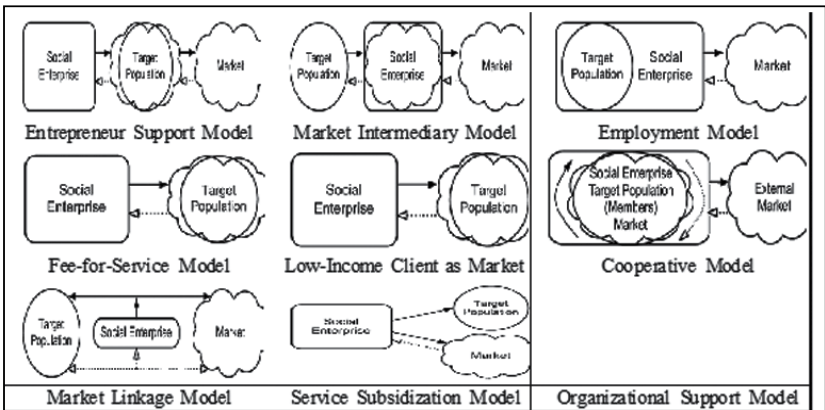 Social
Enterprise
Target
Population
Market
Entrepreneur Support Model
Target
Population
Social
Enterprise
Market
Market Intermediary Model
Target
Population
Social
Enterprise
Market
Employment Model
Social
Enterprise
Target
Population
Fee-for-Service Model
Social
Enterprise
Target
Population
Low-Income Client as Market
Social Enterprise
Target Population
(Members)
Market
External
Market
Cooperative Model
Target
Population
Social Enterprise
Market
Market Linkage Model
Social
Enterprise
Target
Population
Market
Service Subsidization Model
Organizational Support Model